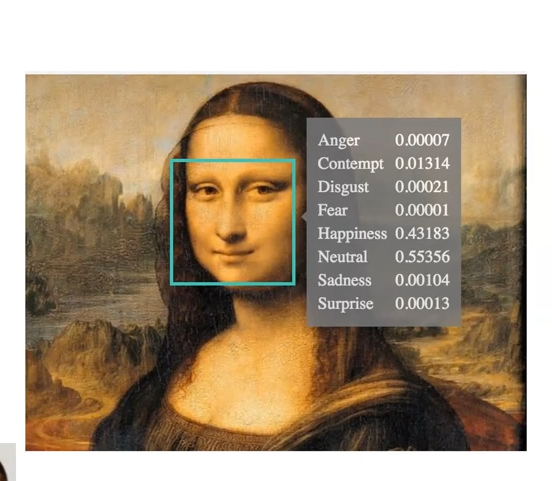 Anger 0.00007
Contempt 0.01314
Disgust 0.00021
Fear 0.00001
Happiness 0.43183
Neutral 0.55356
Sadness 0.00104
Surprise 0.00013